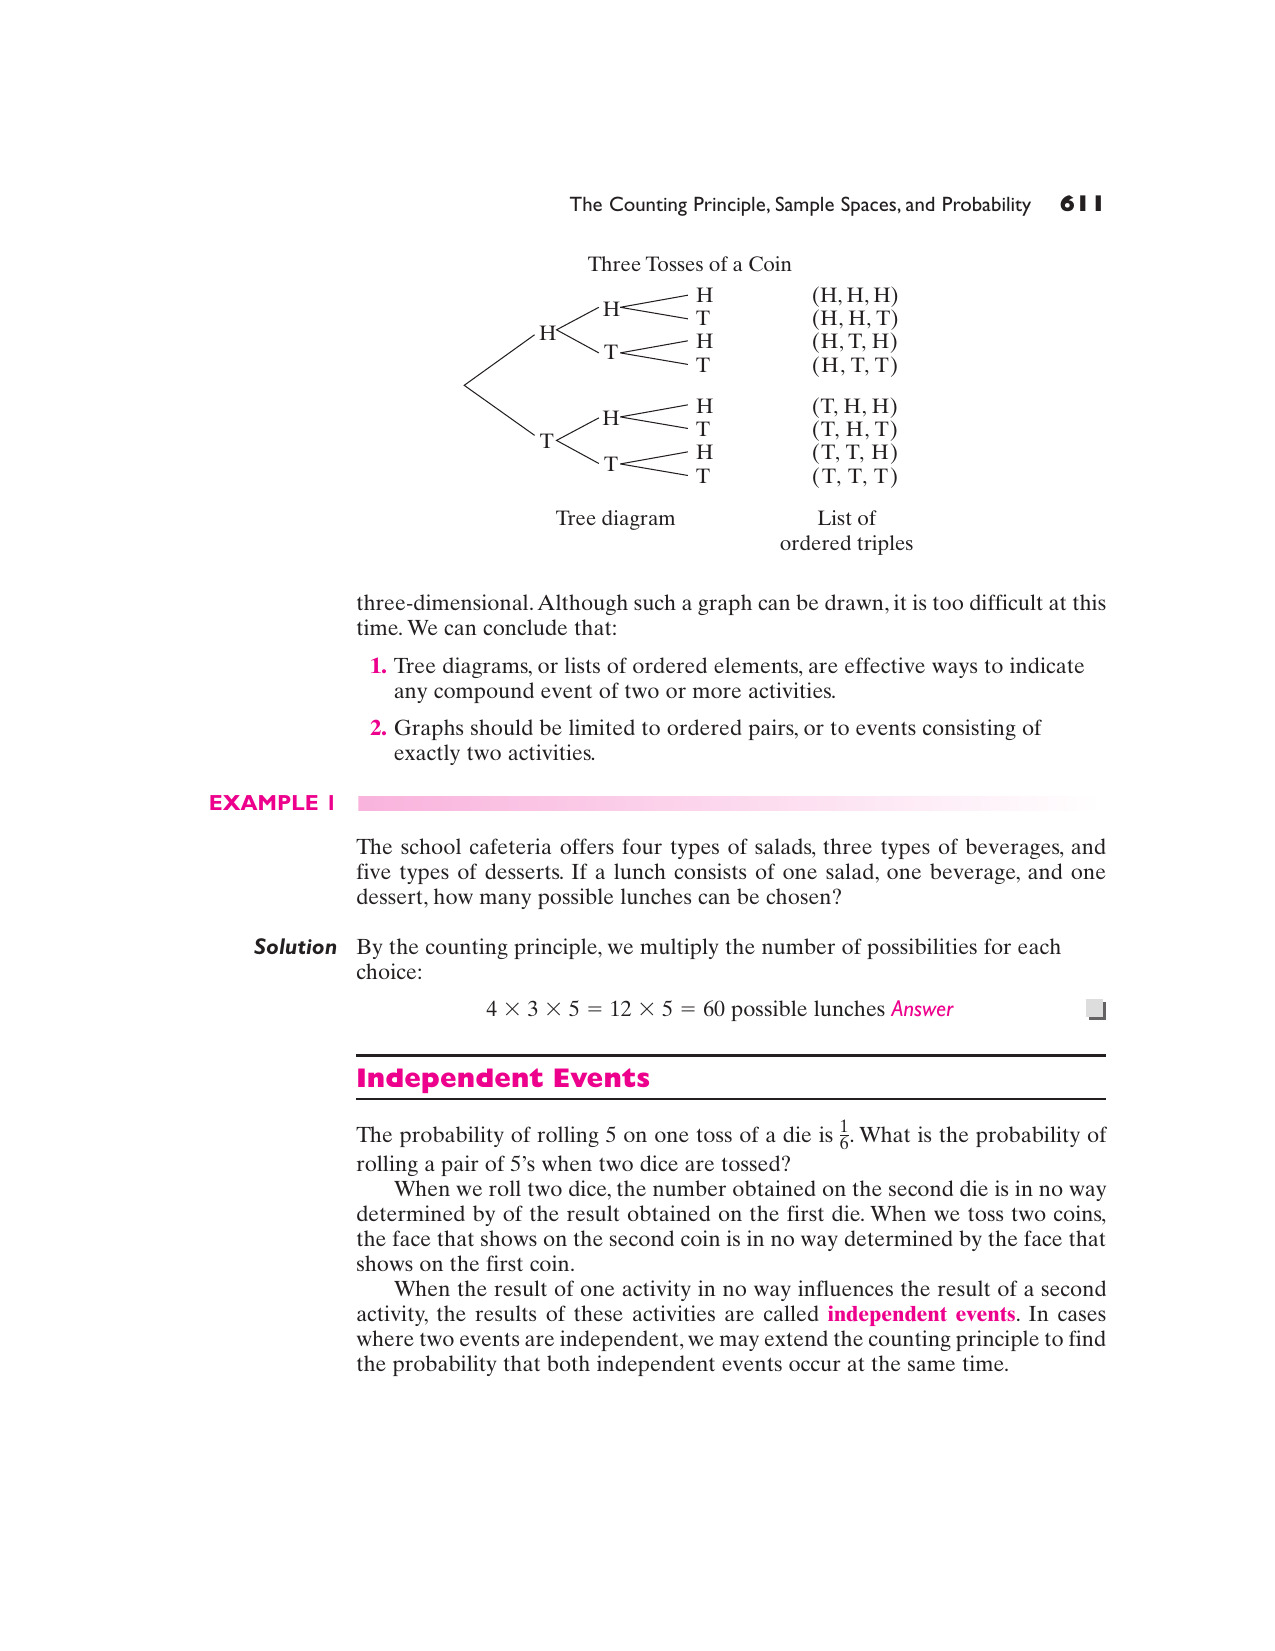 The Counting Principle, Sample Spaces, and Probability 611
Three Tosses of a Coin
H
H
H
T
T
H
T
T
H
H
T
T
H
T
(H, H, H)
(H, H, T)
(H, T, H)
(H, T, T)
(T, H, H)
(T, H, T)
(T, T, H)
(T, T, T)
Tree diagram
List of
ordered triples
three-dimensional. Although such a graph can be drawn, it is too difficult at this
time. We can conclude that:
1. Tree diagrams, or lists of ordered elements, are effective ways to indicate
any compound event of two or more activities.
2. Graphs should be limited to ordered pairs, or to events consisting of
exactly two activities.
EXAMPLE 1
The school cafeteria offers four types of salads, three types of beverages, and
five types of desserts. If a lunch consists of one salad, one beverage, and one
dessert, how many possible lunches can be chosen?
Solution By the counting principle, we multiply the number of possibilities for each
choice:
4 × 3 × 5 = 12 × 5 = 60 possible lunches Answer
Independent Events
The probability of rolling 5 on one toss of a die is 1/6. What is the probability of
rolling a pair of 5’s when two dice are tossed?
When we roll two dice, the number obtained on the second die is in no way
determined by of the result obtained on the first die. When we toss two coins,
the face that shows on the second coin is in no way determined by the face that
shows on the first coin.
When the result of one activity in no way influences the result of a second
activity, the results of these activities are called independent events. In cases
where two events are independent, we may extend the counting principle to find
the probability that both independent events occur at the same time.